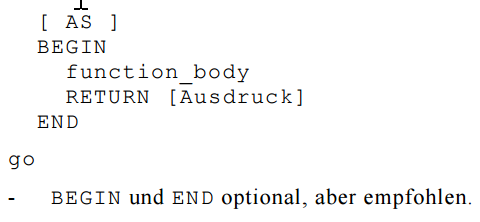 [ AS ]
BEGIN
function_body
RETURN [Ausdruck]
END
go
- BEGIN und END optional, aber empfohlen.